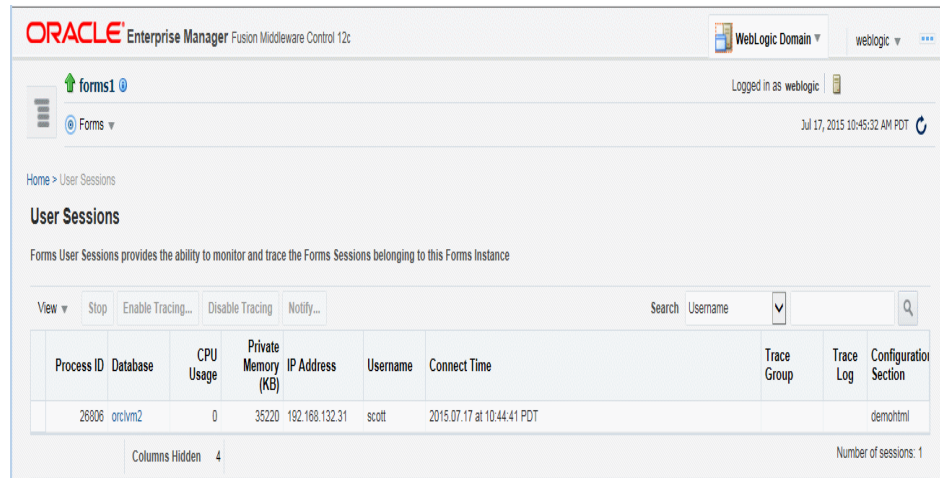 ORACLE Enterprise Manager Fusion Middleware Control 12c
WebLogic Domain
weblogic
forms1
Logged in as weblogic
Forms
Jul 17, 2015 10:45:32 AM PDT
Home > User Sessions
User Sessions
Forms User Sessions provides the ability to monitor and trace the Forms Sessions belonging to this Forms Instance
View Stop Enable Tracing... Disable Tracing Notify... Search Username
Process ID Database CPU Usage Private Memory (KB) IP Address Username Connect Time Trace Group Trace Log Configuration Section
26806 orclvm2 0 35220 192.168.132.31 scott 2015.07.17 at 10:44:41 PDT demohtml
Columns Hidden 4
Number of sessions: 1